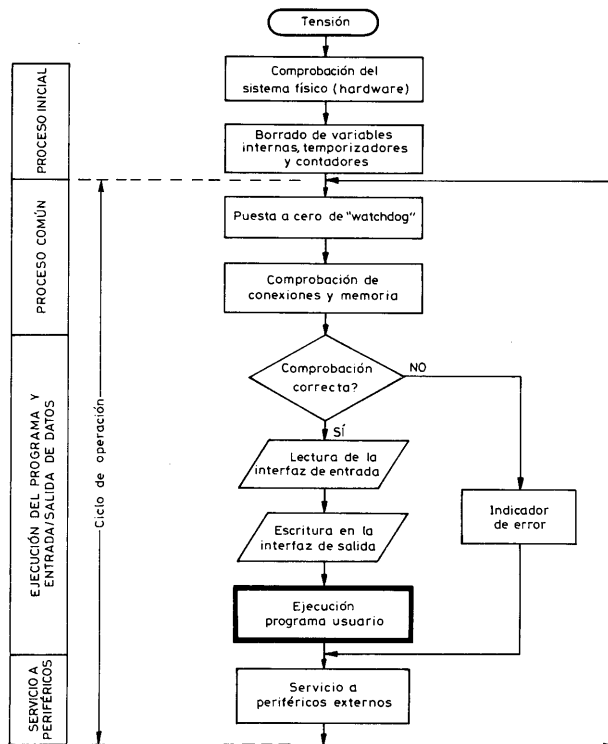 Tensión
Comprobación del
sistema físico (hardware)
Borrado de variables
internas, temporizadores
y contadores
Puesta a cero de "watchdog"
Comprobación de
conexiones y memoria
Comprobación
correcta?
NO
SÍ
Lectura de la
interfaz de entrada
Escritura en la
interfaz de salida
Indicador
de error
Ejecución
programa usuario
Servicio a
periféricos externos
PROCESO INICIAL
PROCESO COMÚN
EJECUCIÓN DEL PROGRAMA Y
ENTRADA/SALIDA DE DATOS
SERVICIO A
PERIFÉRICOS
Ciclo de operación